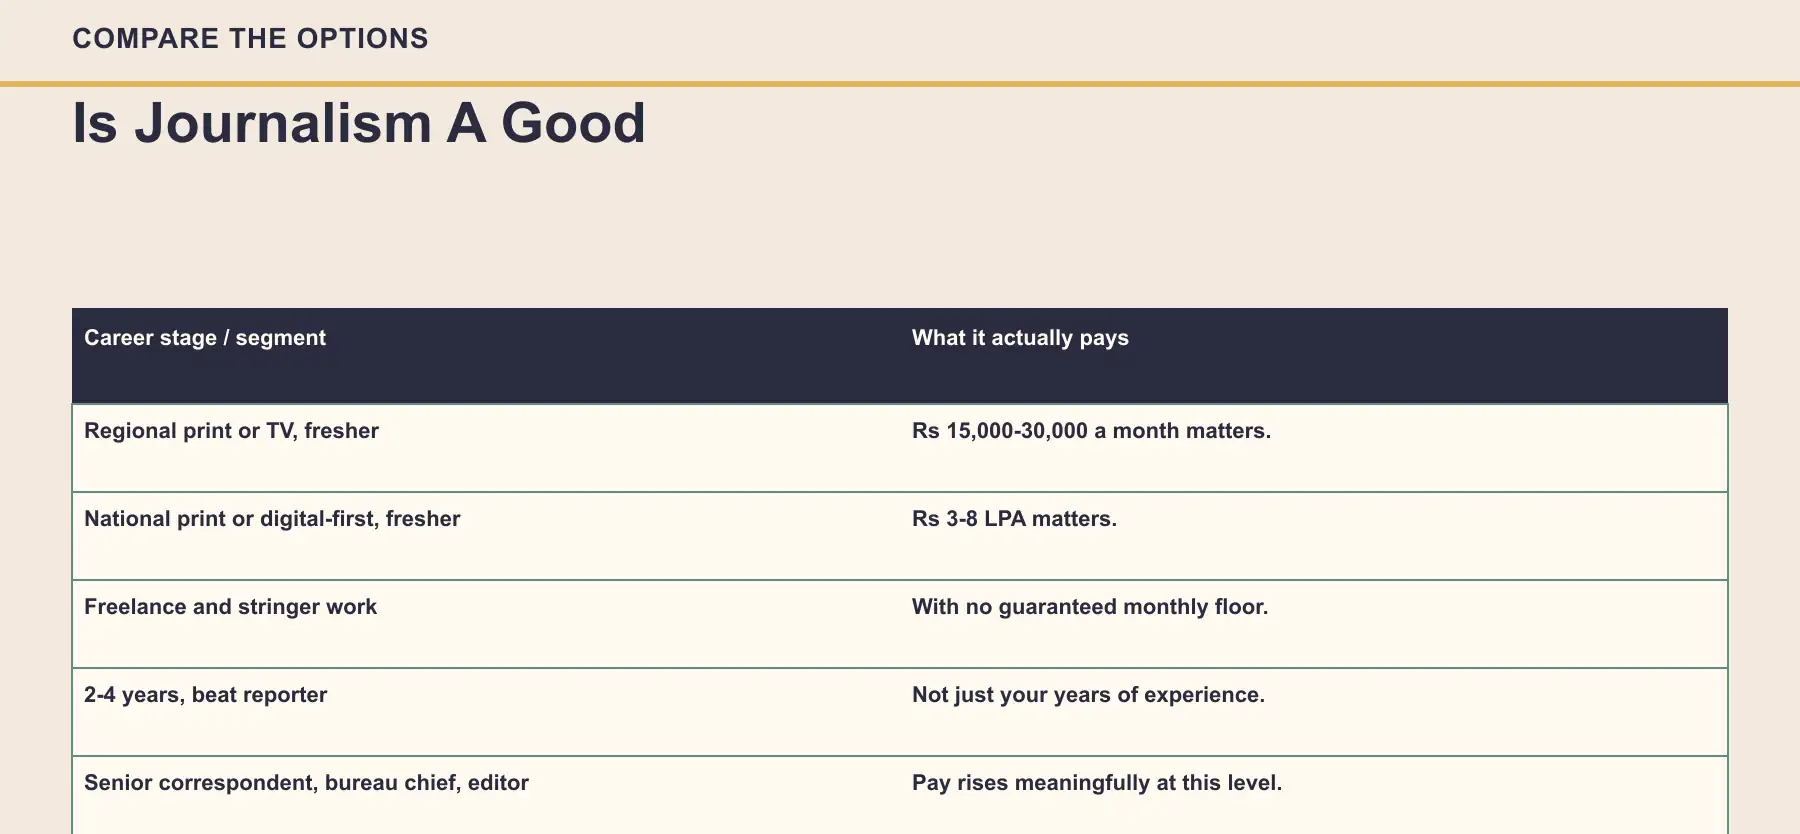 COMPARE THE OPTIONS
Is Journalism A Good
Career stage / segment
What it actually pays
Regional print or TV, fresher
Rs 15,000-30,000 a month matters.
National print or digital-first, fresher
Rs 3-8 LPA matters.
Freelance and stringer work
With no guaranteed monthly floor.
2-4 years, beat reporter
Not just your years of experience.
Senior correspondent, bureau chief, editor
Pay rises meaningfully at this level.